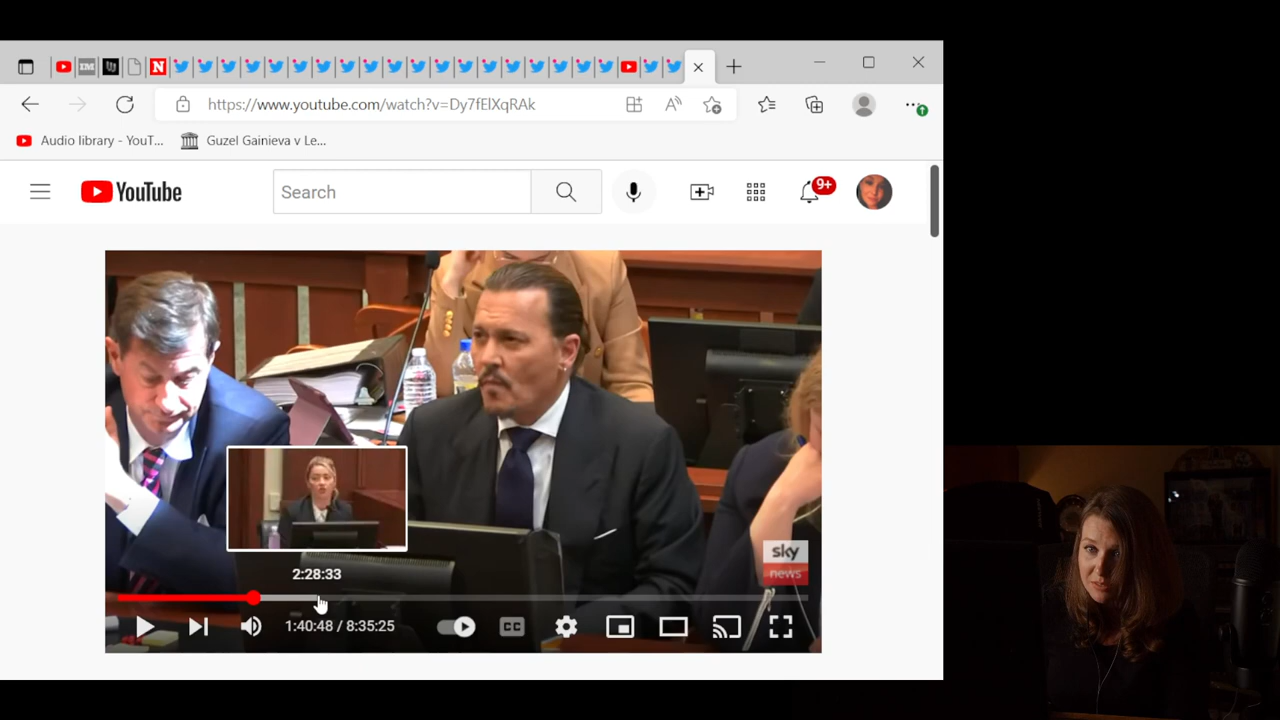 https://www.youtube.com/watch?v=Dy7fElXqRAk
Audio library - YouT...
Guzel Gainieva v Le...
YouTube
Search
9+
sky
news
2:28:33
1:40:48 / 8:35:25
CC